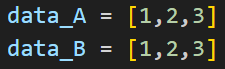 data_A = [1,2,3]
data_B = [1,2,3]